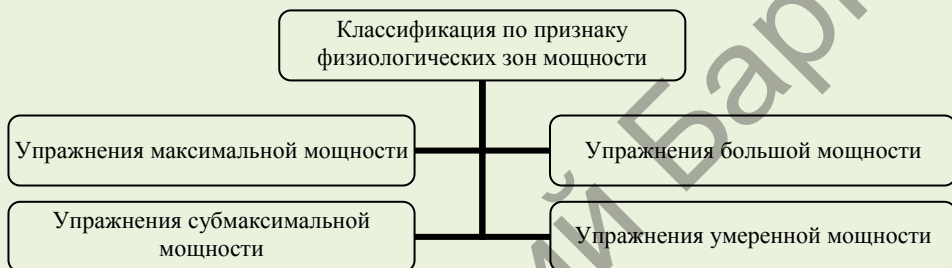 Классификация по признаку
физиологических зон мощности
Упражнения максимальной мощности
Упражнения большой мощности
Упражнения субмаксимальной
мощности
Упражнения умеренной мощности